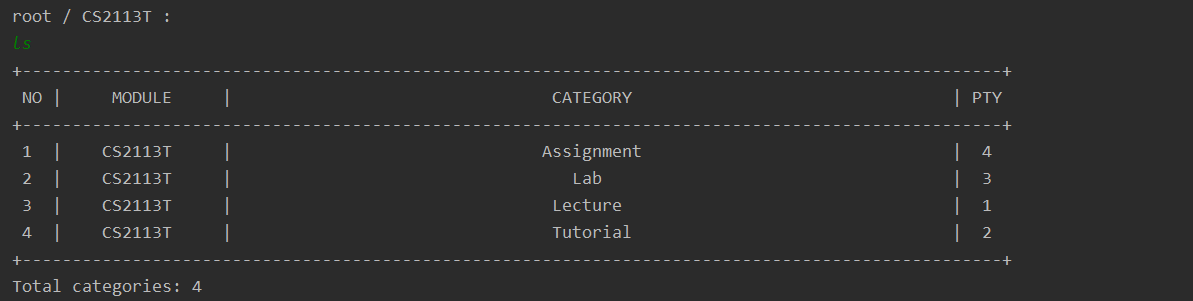 root / CS2113T :
ls
+--------------------------------------------------------------------------------------------------+
 NO |     MODULE     |                                CATEGORY                                | PTY
+--------------------------------------------------------------------------------------------------+
 1  |    CS2113T     |                               Assignment                               |  4
 2  |    CS2113T     |                                  Lab                                   |  3
 3  |    CS2113T     |                                Lecture                                 |  1
 4  |    CS2113T     |                                Tutorial                                |  2
+--------------------------------------------------------------------------------------------------+
Total categories: 4